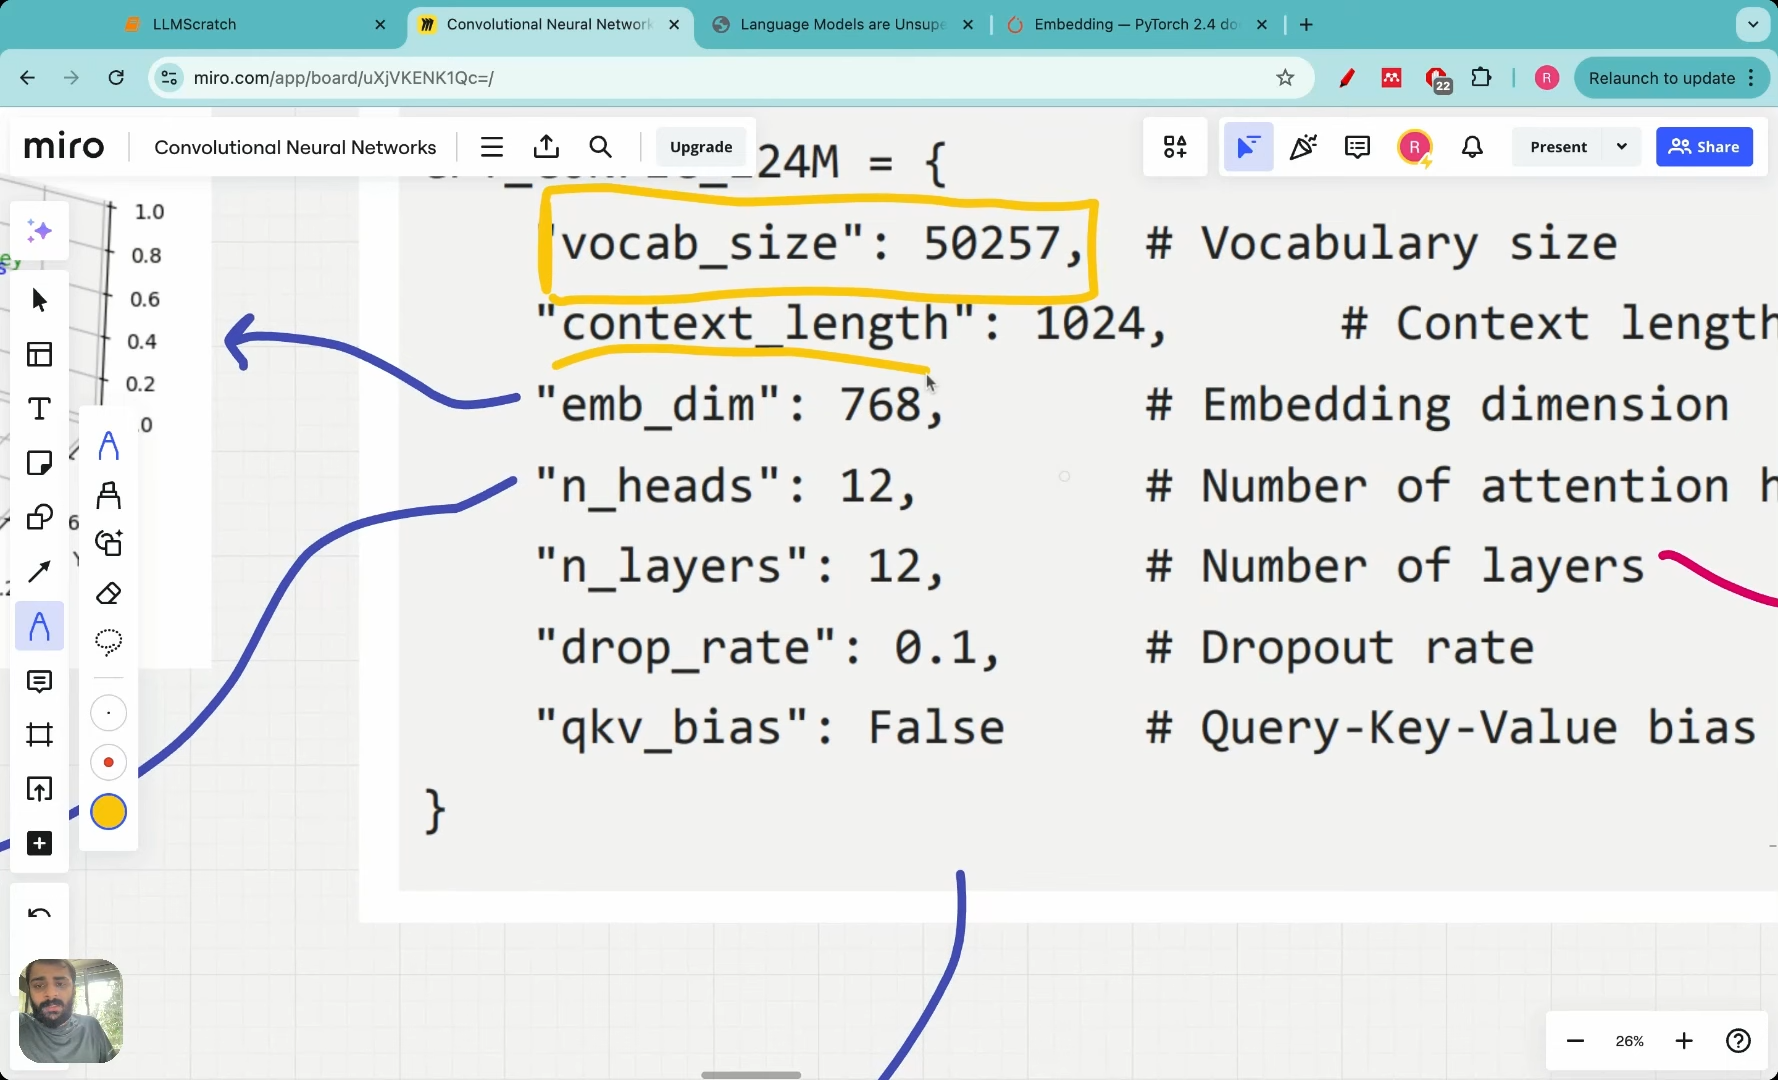 LLMScratch
Convolutional Neural Network
Language Models are Unsupe
Embedding — PyTorch 2.4 do
miro.com/app/board/uXjVKENK1Qc=/
22
R
Relaunch to update
miro
Convolutional Neural Networks
Upgrade
R
Present
Share
24M = {
"vocab_size": 50257, # Vocabulary size
"context_length": 1024, # Context length
"emb_dim": 768, # Embedding dimension
"n_heads": 12, # Number of attention h
"n_layers": 12, # Number of layers
"drop_rate": 0.1, # Dropout rate
"qkv_bias": False # Query-Key-Value bias
}
1.0
0.8
0.6
0.4
0.2
.0
26%